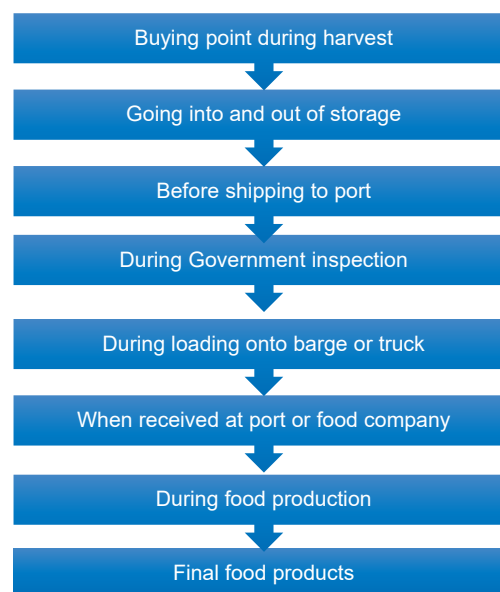 Buying point during harvest
Going into and out of storage
Before shipping to port
During Government inspection
During loading onto barge or truck
When received at port or food company
During food production
Final food products